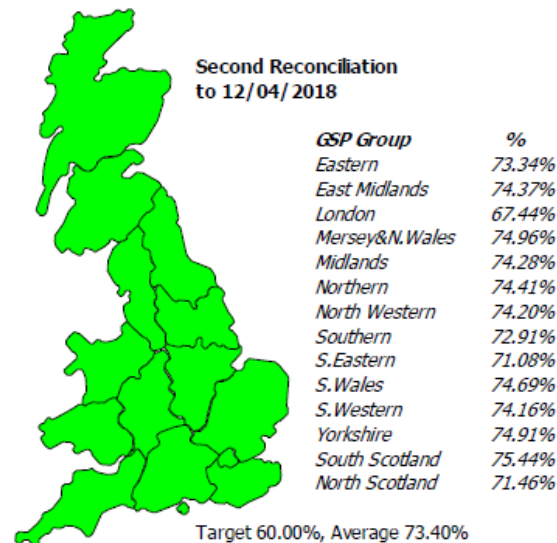 Second Reconciliation
to 12/04/2018
GSP Group %
Eastern 73.34%
East Midlands 74.37%
London 67.44%
Mersey&N.Wales 74.96%
Midlands 74.28%
Northern 74.41%
North Western 74.20%
Southern 72.91%
S.Eastern 71.08%
S.Wales 74.69%
S.Western 74.16%
Yorkshire 74.91%
South Scotland 75.44%
North Scotland 71.46%
Target 60.00%, Average 73.40%